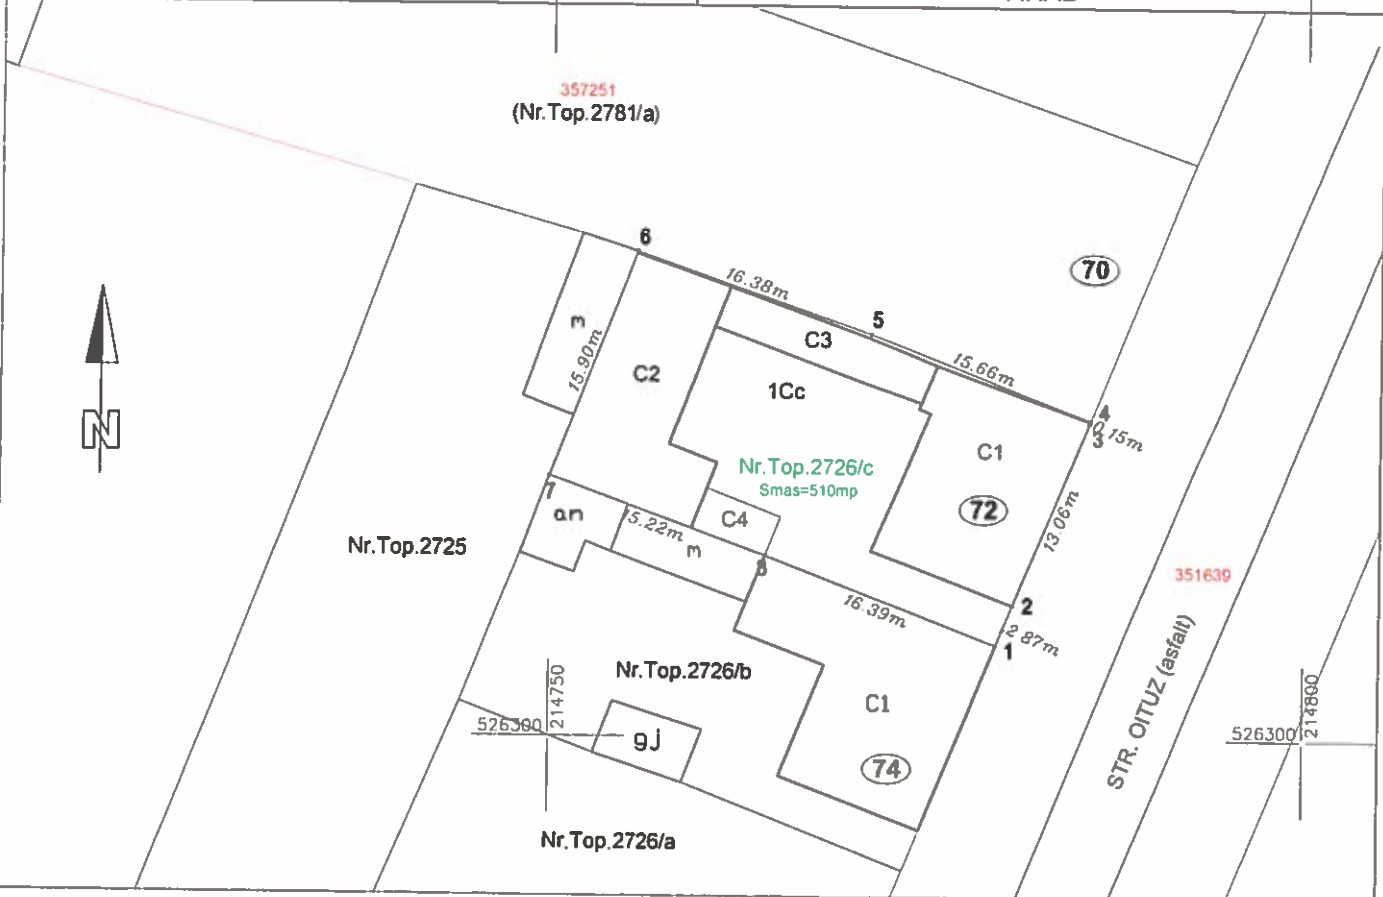 357251
(Nr.Top.2781/a)
6
16.38m
70
5
m
C3
15.90m
C2
15.66m
1Cc
4
0.15m
3
C1
Nr.Top.2726/c
Smas=510mp
7
72
an
15.22m
C4
13.06m
N
Nr.Top.2725
m
8
351639
16.39m
2
2.87m
1
Nr.Top.2726/b
214750
C1
STR. OITUZ (asfalt)
214800
526300
gj
526300
74
Nr.Top.2726/a